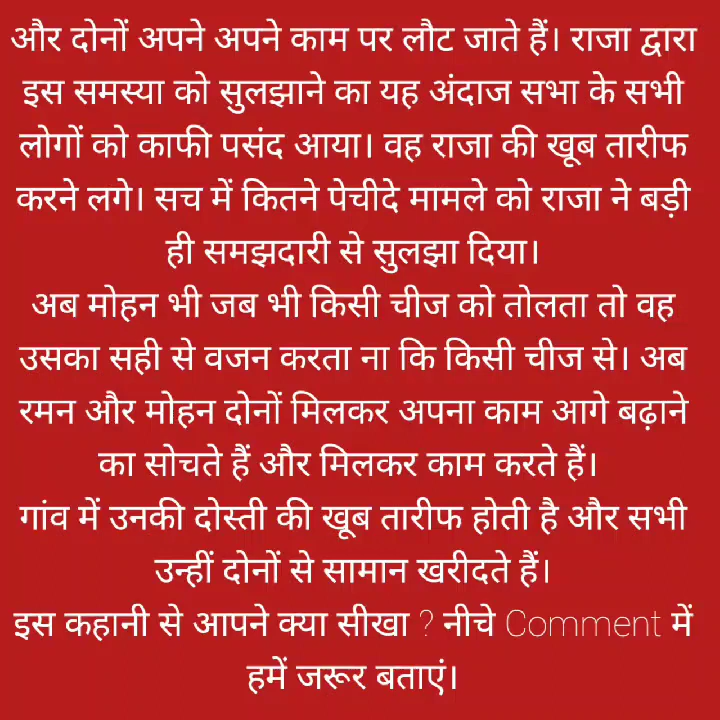 और दोनों अपने अपने काम पर लौट जाते हैं। राजा द्वारा
इस समस्या को सुलझाने का यह अंदाज सभा के सभी
लोगों को काफी पसंद आया। वह राजा की खूब तारीफ
करने लगे। सच में कितने पेचीदे मामले को राजा ने बड़ी
ही समझदारी से सुलझा दिया।
अब मोहन भी जब भी किसी चीज को तोलता तो वह
उसका सही से वजन करता ना कि किसी चीज से। अब
रमन और मोहन दोनों मिलकर अपना काम आगे बढ़ाने
का सोचते हैं और मिलकर काम करते हैं।
गांव में उनकी दोस्ती की खूब तारीफ होती है और सभी
उन्हीं दोनों से सामान खरीदते हैं।
इस कहानी से आपने क्या सीखा ? नीचे Comment में
हमें जरूर बताएं।